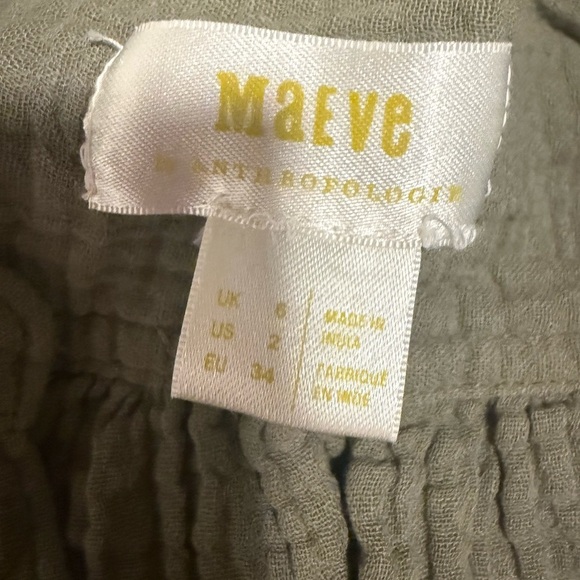 MaEVe
BY ANTHROPOLOGIE
UK 6
US 2
EU 34
MADE IN
INDIA
FABRIQUÉ
EN INDE